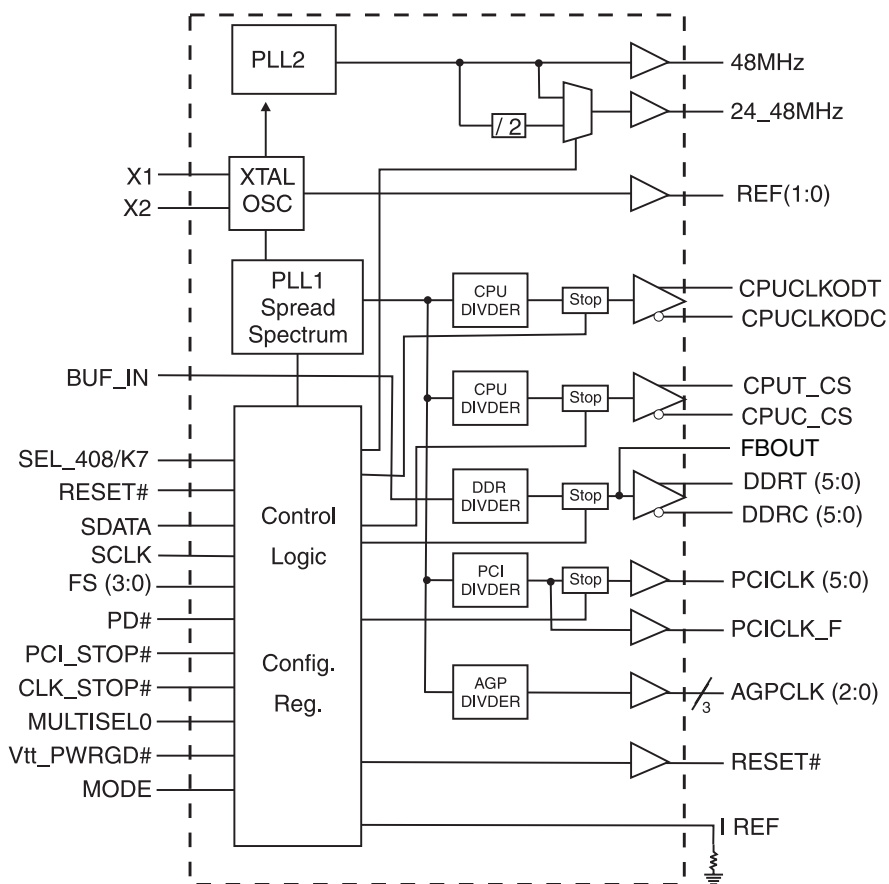 PLL2
48MHz
/ 2
24_48MHz
X1
X2
XTAL
OSC
REF(1:0)
PLL1
Spread
Spectrum
CPU
DIVDER
Stop
CPUCLKODT
CPUCLKODC
BUF_IN
CPU
DIVDER
Stop
CPUT_CS
CPUC_CS
FBOUT
SEL_408/K7
RESET#
SDATA
SCLK
FS (3:0)
PD#
PCI_STOP#
CLK_STOP#
MULTISEL0
Vtt_PWRGD#
MODE
Control
Logic
Config.
Reg.
DDR
DIVDER
Stop
DDRT (5:0)
DDRC (5:0)
PCI
DIVDER
Stop
PCICLK (5:0)
PCICLK_F
AGP
DIVDER
3
AGPCLK (2:0)
RESET#
I REF